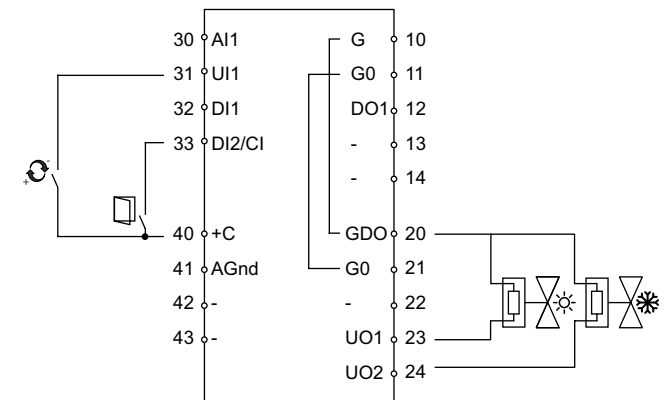 30 AI1 G 10
31 UI1 G0 11
32 DI1 DO1 12
33 DI2/CI - 13
- 14
40 +C GDO 20
41 AGnd G0 21
42 - - 22
43 - UO1 23
UO2 24
+ -